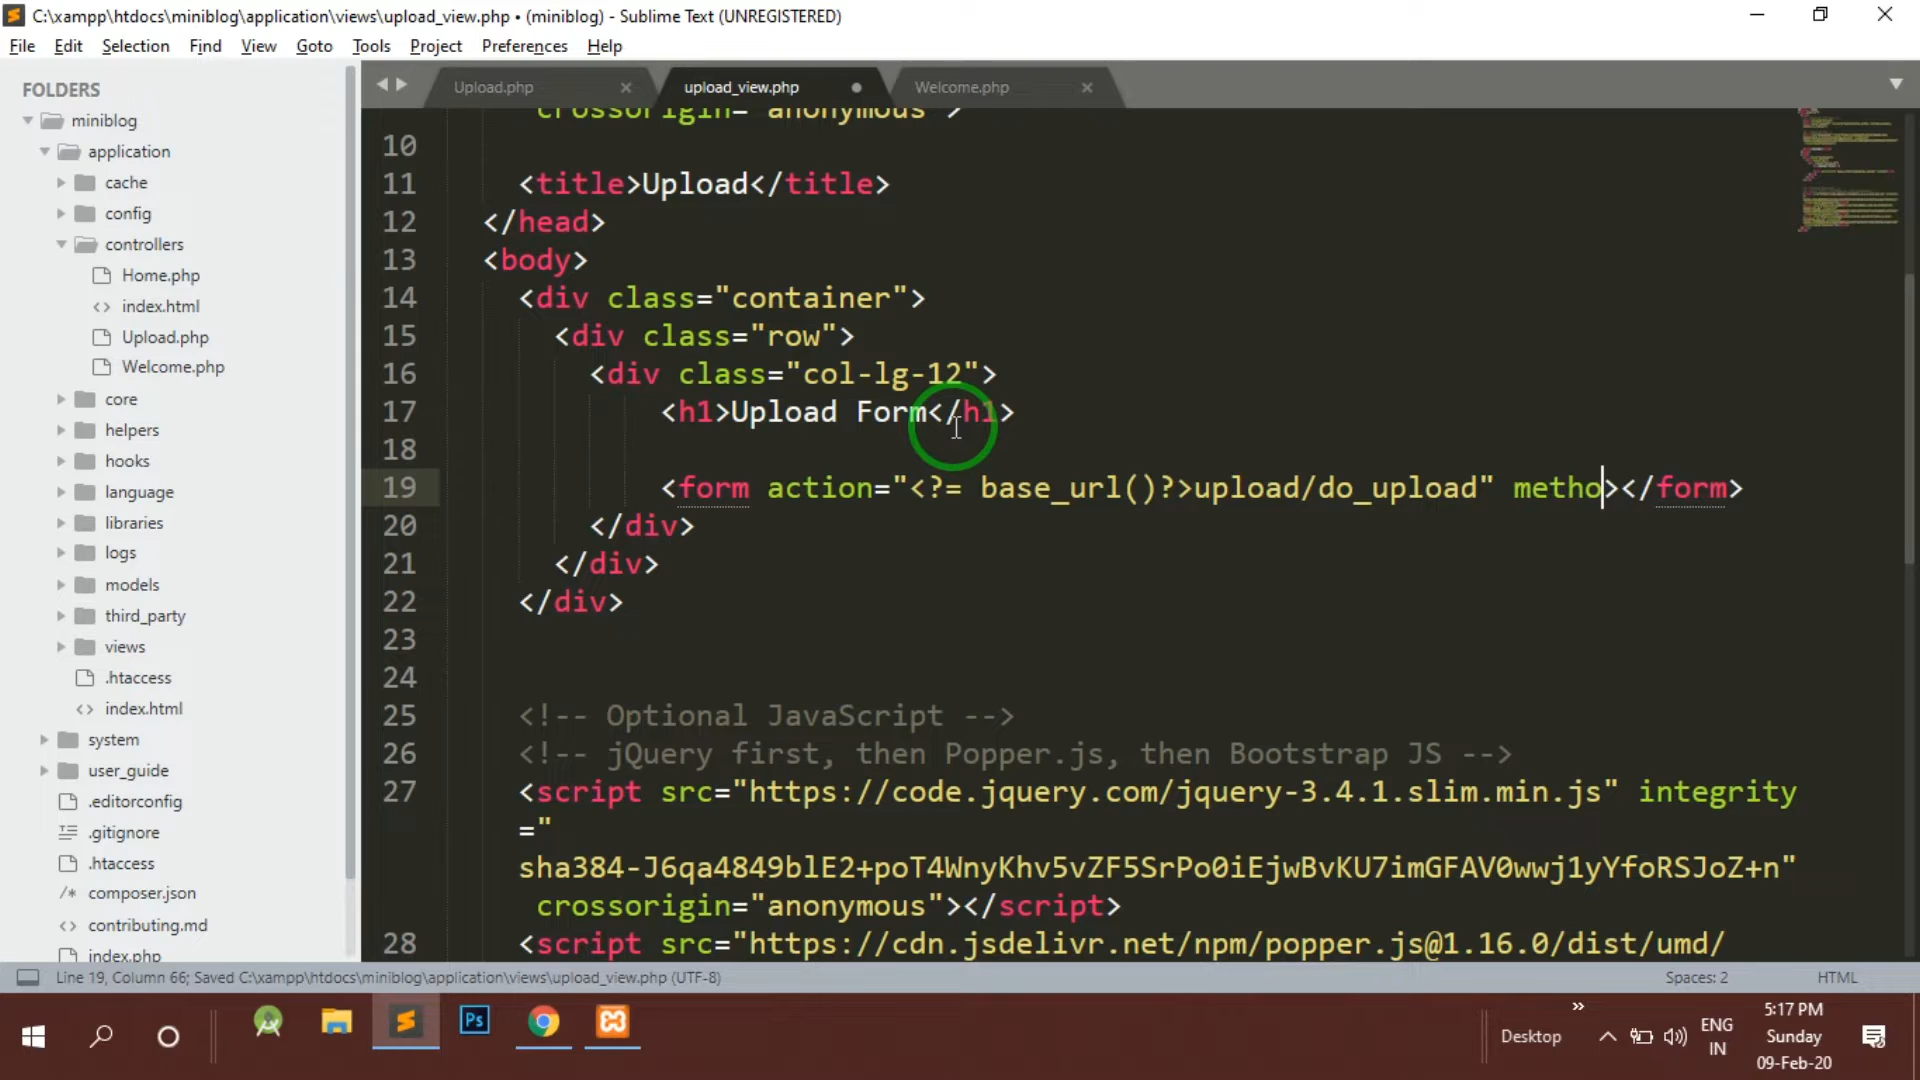 C:\xampp\htdocs\miniblog\application\views\upload_view.php • (miniblog) - Sublime Text (UNREGISTERED)
File Edit Selection Find View Goto Tools Project Preferences Help
FOLDERS
miniblog
application
cache
config
controllers
Home.php
index.html
Upload.php
Welcome.php
core
helpers
hooks
language
libraries
logs
models
third_party
views
.htaccess
index.html
system
user_guide
.editorconfig
.gitignore
.htaccess
composer.json
contributing.md
index.php
Upload.php upload_view.php Welcome.php
crossorigin="anonymous">
10
11 <title>Upload</title>
12 </head>
13 <body>
14 <div class="container">
15 <div class="row">
16 <div class="col-lg-12">
17 <h1>Upload Form</h1>
18
19 <form action="<?= base_url()?>upload/do_upload" metho></form>
20 </div>
21 </div>
22 </div>
23
24
25 <!-- Optional JavaScript -->
26 <!-- jQuery first, then Popper.js, then Bootstrap JS -->
27 <script src="https://code.jquery.com/jquery-3.4.1.slim.min.js" integrity
="
sha384-J6qa4849blE2+poT4WnyKhv5vZF5SrPo0iEjwBvKU7imGFAV0wwj1yYfoRSJoZ+n"
crossorigin="anonymous"></script>
28 <script src="https://cdn.jsdelivr.net/npm/popper.js@1.16.0/dist/umd/
Line 19, Column 66; Saved C:\xampp\htdocs\miniblog\application\views\upload_view.php (UTF-8) Spaces: 2 HTML
Ps
Desktop
ENG
IN
5:17 PM
Sunday
09-Feb-20